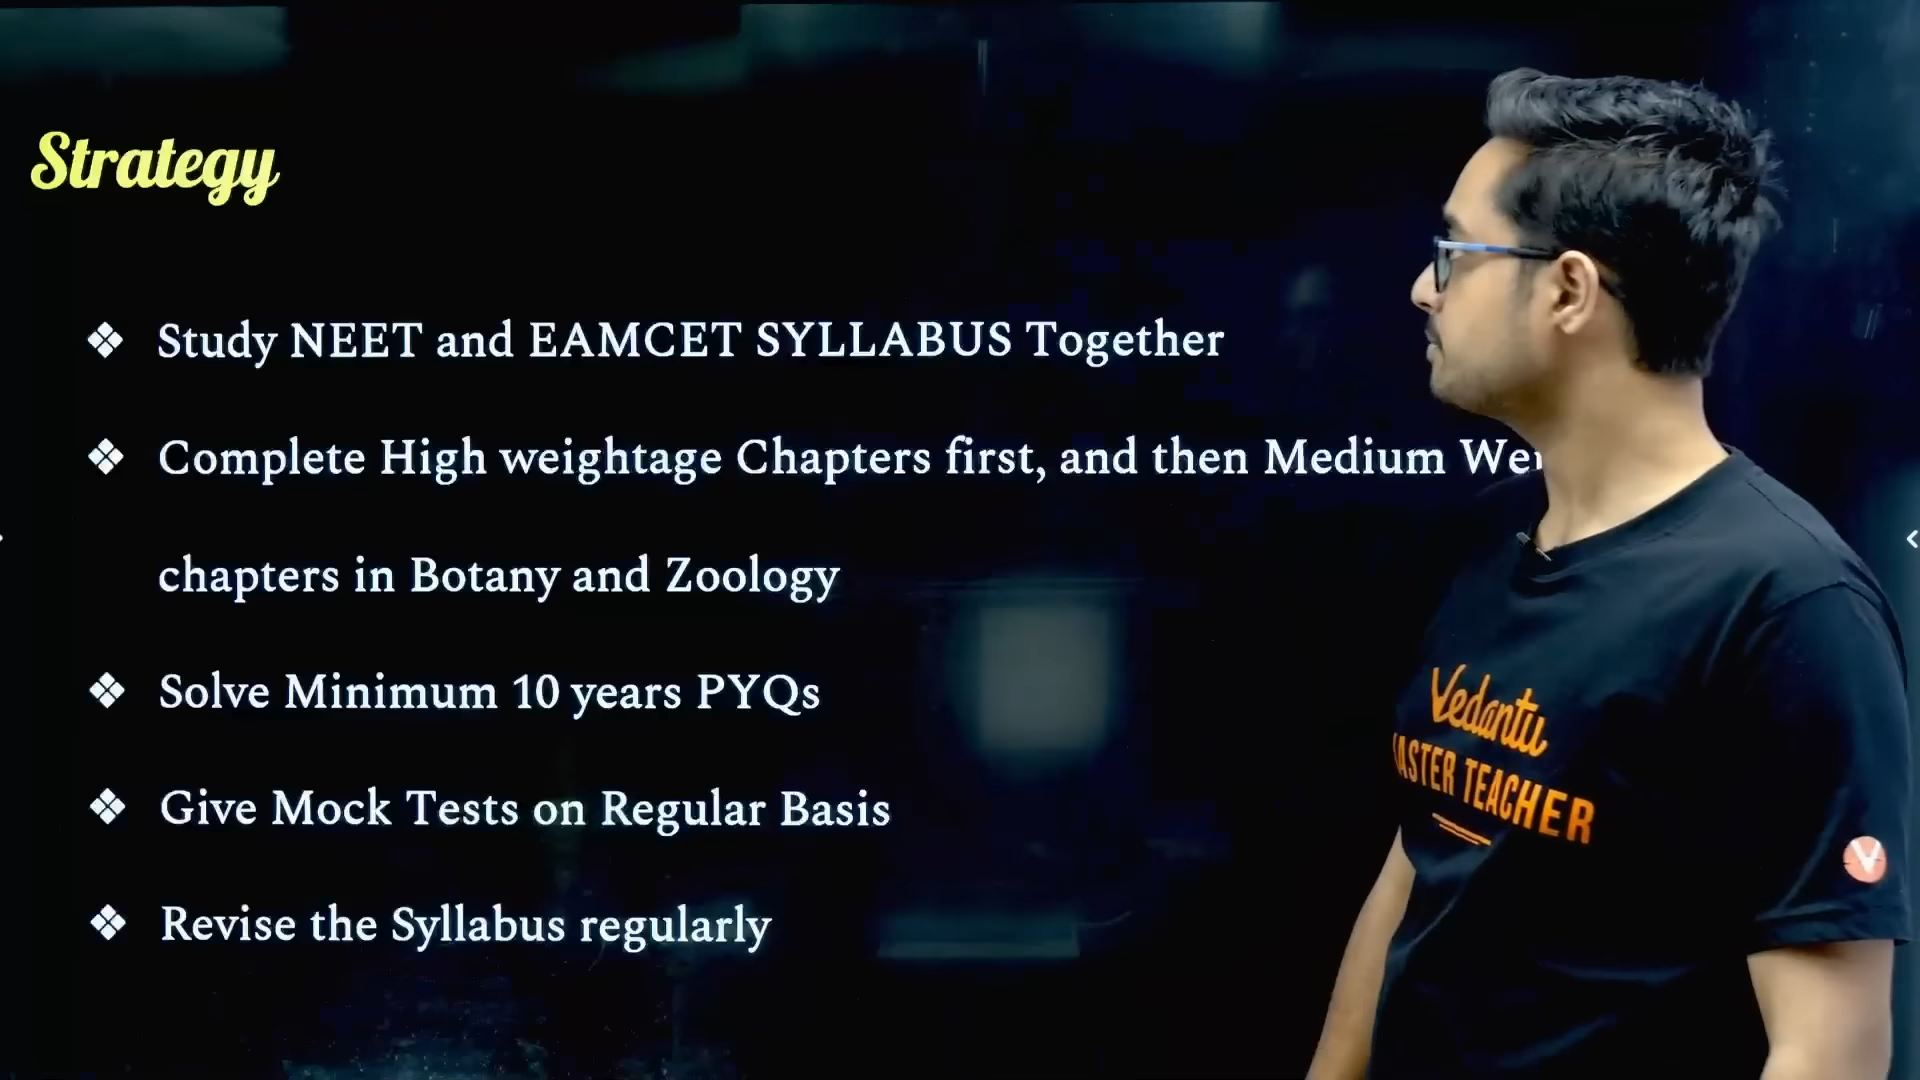 Strategy
❖ Study NEET and EAMCET SYLLABUS Together
❖ Complete High weightage Chapters first, and then Medium
chapters in Botany and Zoology
❖ Solve Minimum 10 years PYQs
❖ Give Mock Tests on Regular Basis
❖ Revise the Syllabus regularly
Vedantu
TEACHER
V